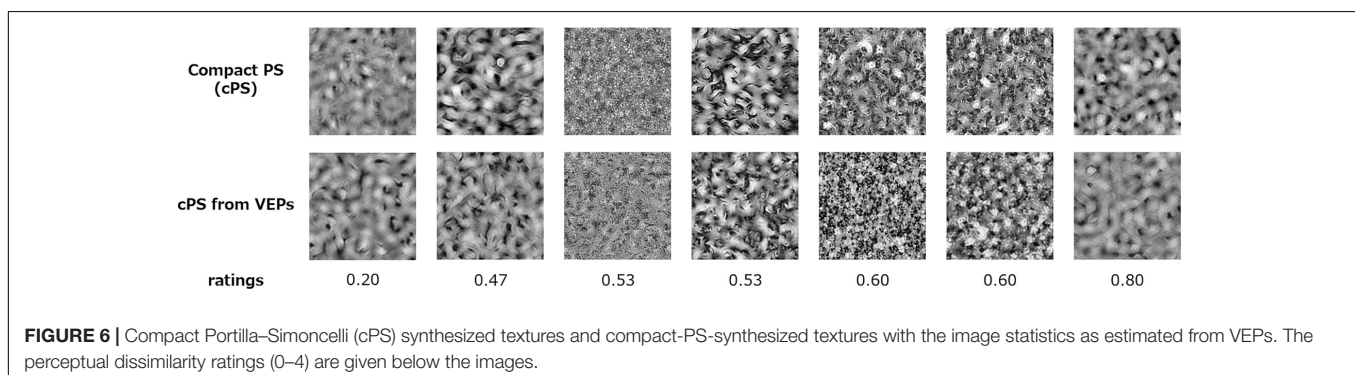 Compact PS
(cPS)
cPS from VEPs
ratings 0.20 0.47 0.53 0.53 0.60 0.60 0.80
FIGURE 6 | Compact Portilla–Simoncelli (cPS) synthesized textures and compact-PS-synthesized textures with the image statistics as estimated from VEPs. The
perceptual dissimilarity ratings (0–4) are given below the images.